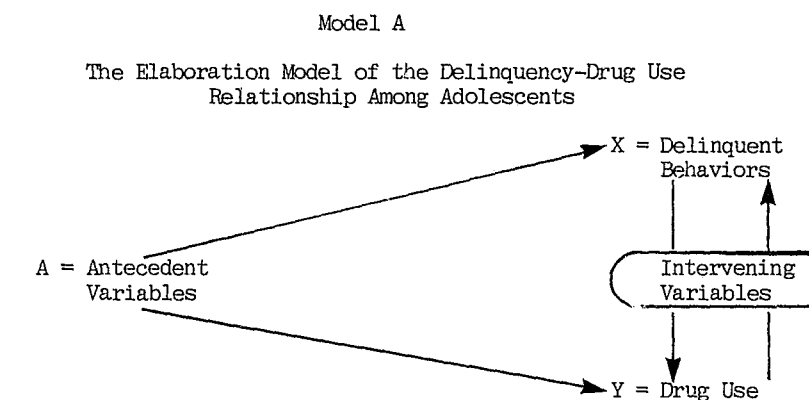 Model A
The Elaboration Model of the Delinquency-Drug Use
Relationship Among Adolescents
X = Delinquent
Behaviors
A = Antecedent
Variables
Intervening
Variables
Y = Drug Use